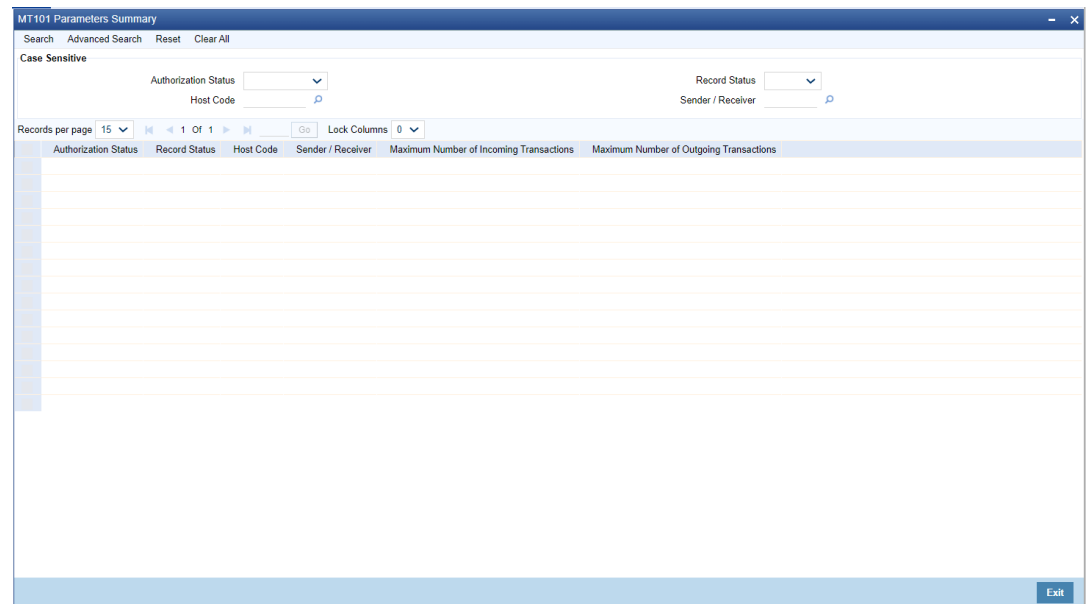 MT101 Parameters Summary
Search Advanced Search Reset Clear All
Case Sensitive
Authorization Status Record Status
Host Code Sender / Receiver
Records per page 15 1 Of 1 Go Lock Columns 0
Authorization Status Record Status Host Code Sender / Receiver Maximum Number of Incoming Transactions Maximum Number of Outgoing Transactions
Exit